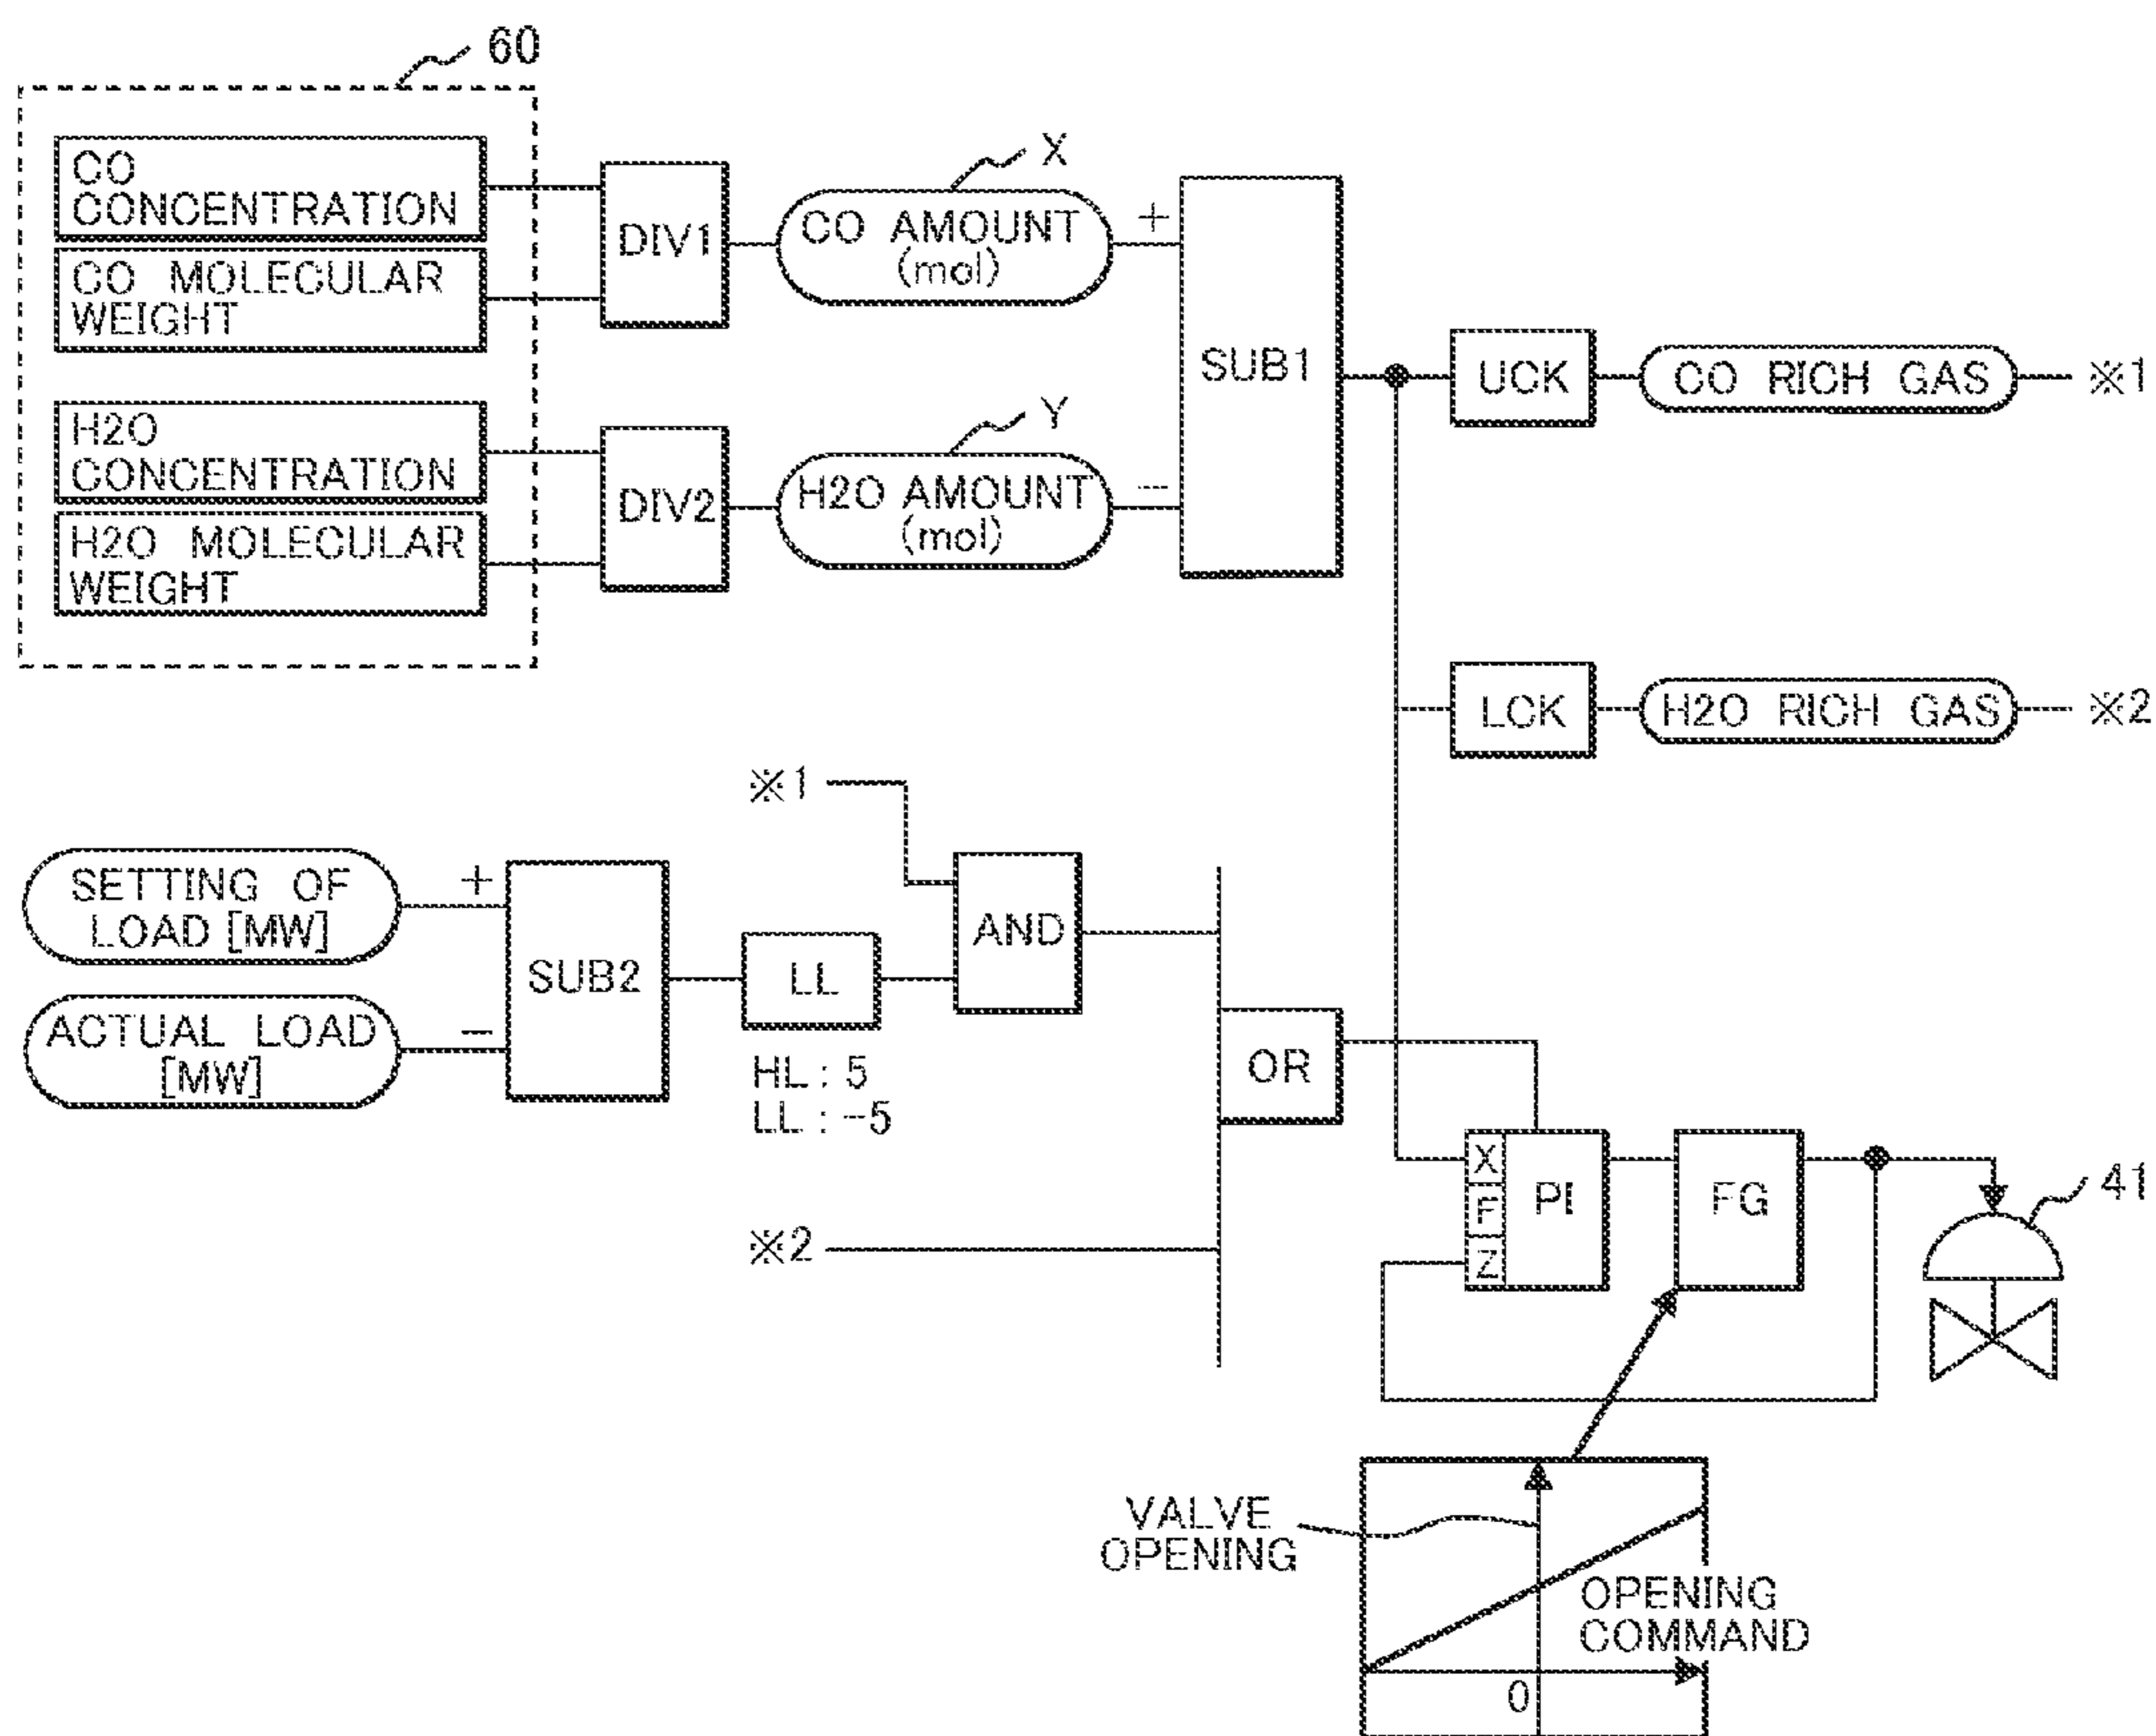 60
CO
CONCENTRATION
CO MOLECULAR
WEIGHT
H2O
CONCENTRATION
H2O MOLECULAR
WEIGHT
DIV1
DIV2
X
CO AMOUNT
(mol)
Y
H2O AMOUNT
(mol)
+
−
SUB1
UCK
CO RICH GAS
※1
LCK
H2O RICH GAS
※2
SETTING OF
LOAD [MW]
ACTUAL LOAD
[MW]
+
−
SUB2
LL
HL : 5
LL : -5
※1
AND
※2
OR
X
F
Z
PI
FG
41
VALVE
OPENING
OPENING
COMMAND
0